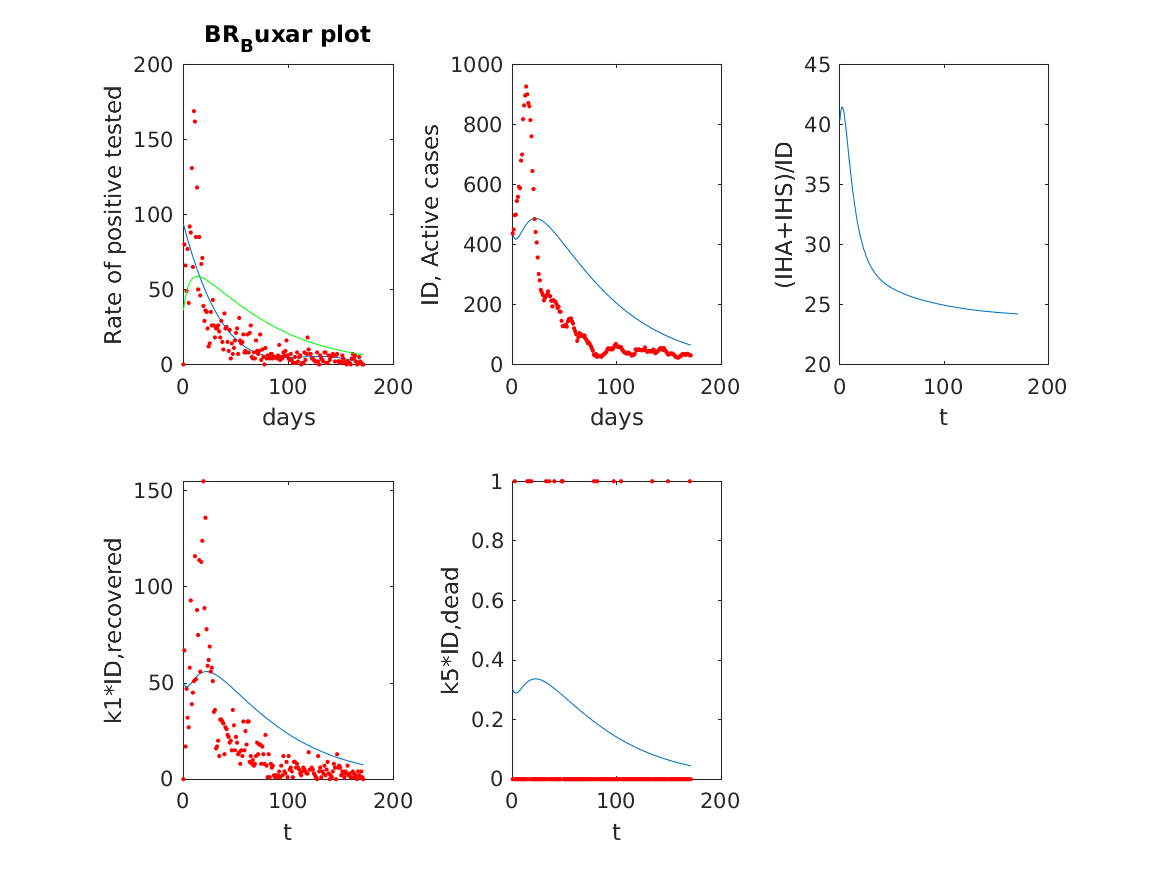 BR_Buxar plot
200
150
100
50
0
Rate of positive tested
0 100 200
days
1000
800
600
400
200
0
ID, Active cases
0 100 200
days
45
40
35
30
25
20
(IHA+IHS)/ID
0 100 200
t
150
100
50
0
k1*ID,recovered
0 100 200
t
1
0.8
0.6
0.4
0.2
0
k5*ID,dead
0 100 200
t